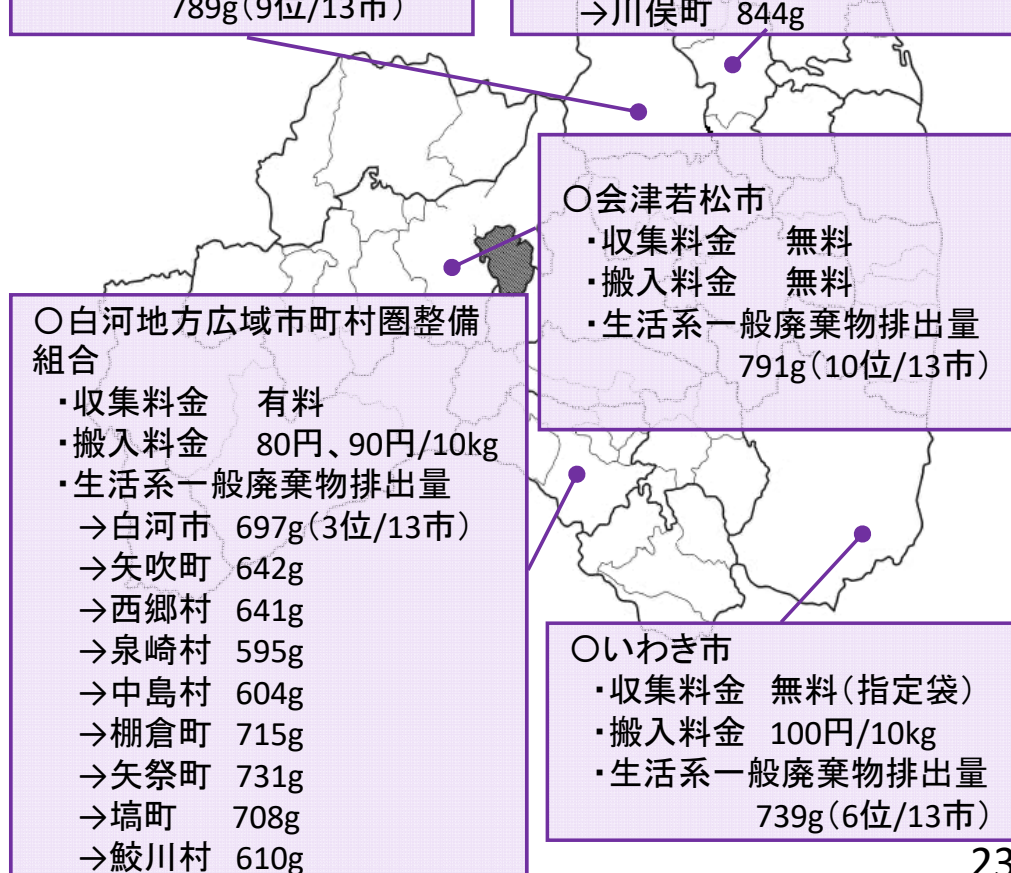 789g(9位/13市)
→川俣町 844g
○会津若松市
・収集料金 無料
・搬入料金 無料
・生活系一般廃棄物排出量
791g(10位/13市)
○白河地方広域市町村圏整備
組合
・収集料金 有料
・搬入料金 80円、90円/10kg
・生活系一般廃棄物排出量
→白河市 697g(3位/13市)
→矢吹町 642g
→西郷村 641g
→泉崎村 595g
→中島村 604g
→棚倉町 715g
→矢祭町 731g
→塙町 708g
→鮫川村 610g
○いわき市
・収集料金 無料(指定袋)
・搬入料金 100円/10kg
・生活系一般廃棄物排出量
739g(6位/13市)
23